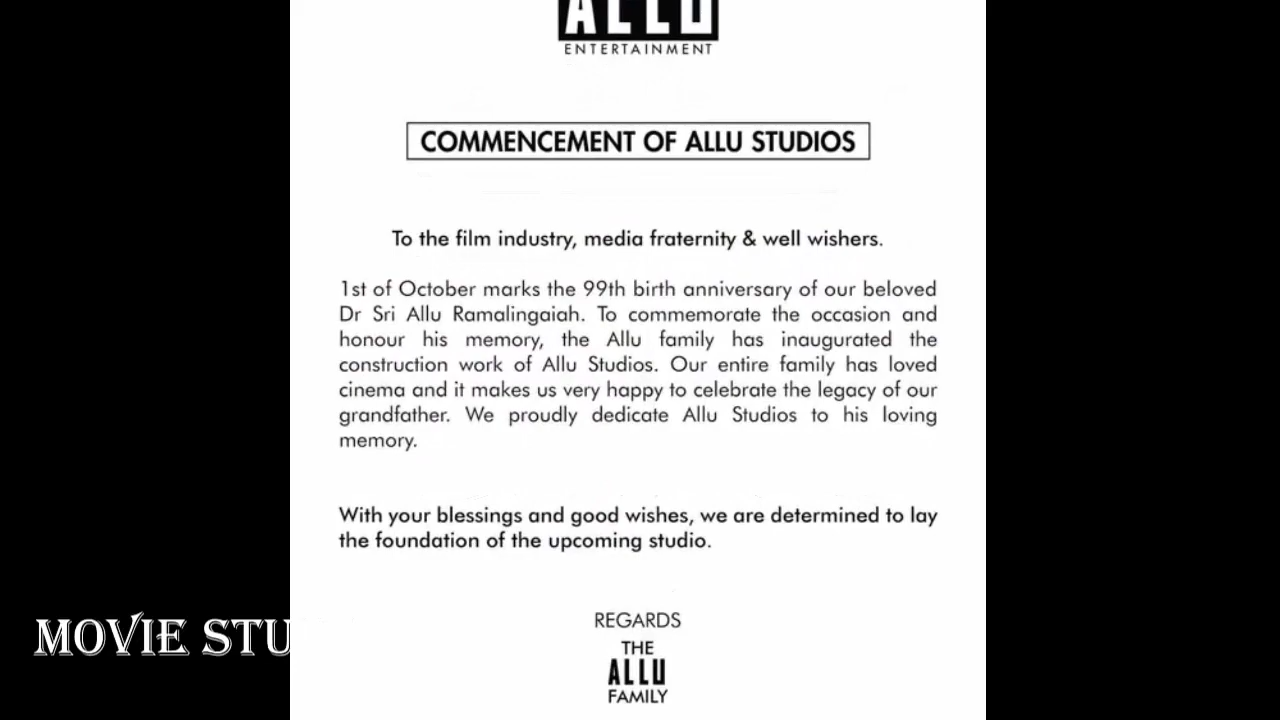 ALLU
ENTERTAINMENT
COMMENCEMENT OF ALLU STUDIOS
To the film industry, media fraternity & well wishers.
1st of October marks the 99th birth anniversary of our beloved
Dr Sri Allu Ramalingaiah. To commemorate the occasion and
honour his memory, the Allu family has inaugurated the
construction work of Allu Studios. Our entire family has loved
cinema and it makes us very happy to celebrate the legacy of our
grandfather. We proudly dedicate Allu Studios to his loving
memory.
With your blessings and good wishes, we are determined to lay
the foundation of the upcoming studio.
REGARDS
THE
ALLU
FAMILY
MOVIE STU